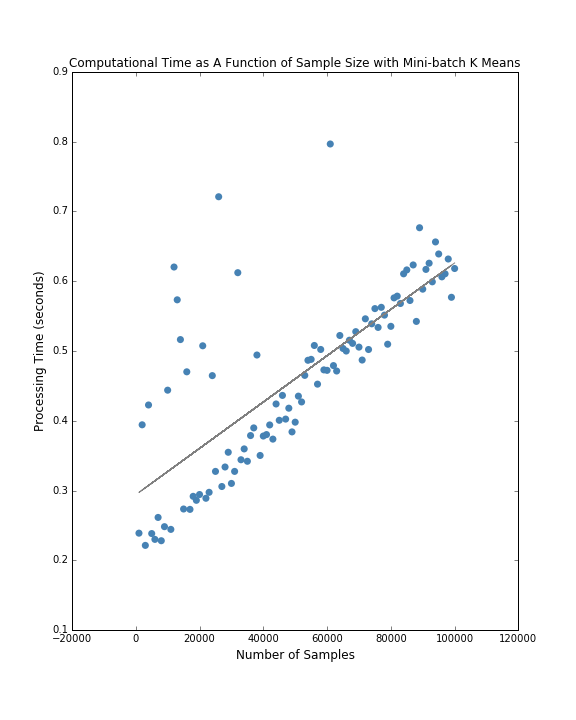 Computational Time as A Function of Sample Size with Mini-batch K Means
0.9
0.8
0.7
0.6
0.5
0.4
0.3
0.2
0.1
Processing Time (seconds)
−20000 0 20000 40000 60000 80000 100000 120000
Number of Samples